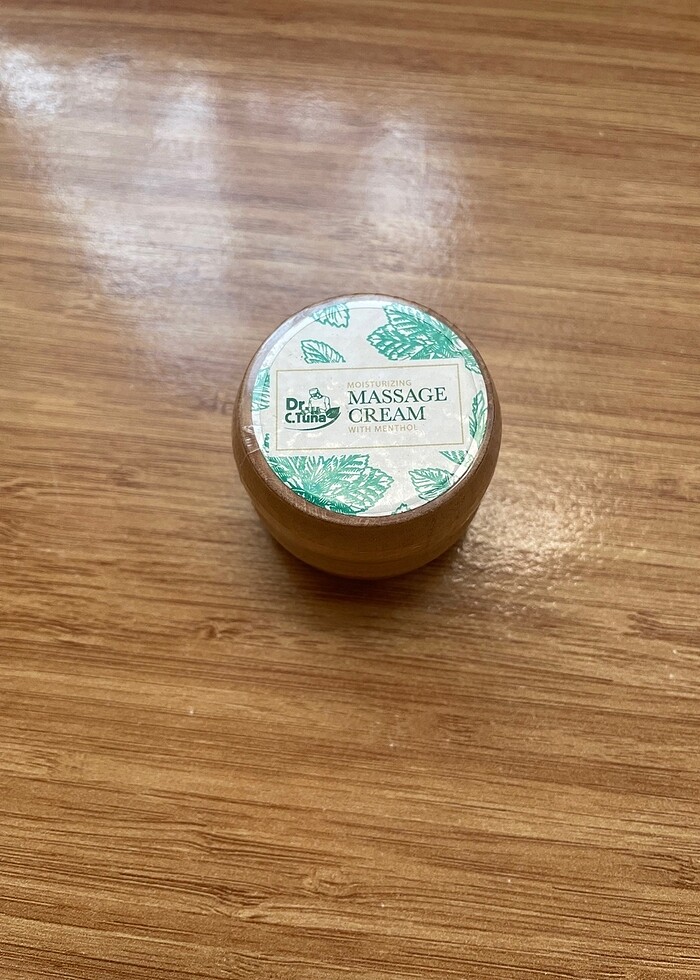 Dr.
C.Tuna
MOISTURIZING
MASSAGE
CREAM
WITH MENTHOL